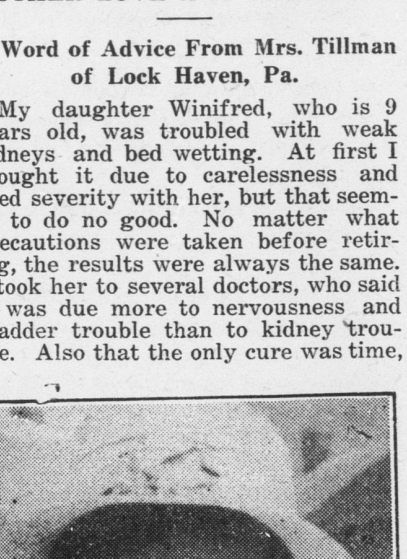 Word of Advice From Mrs. Tillman
of Lock Haven, Pa.
My daughter Winifred, who is 9
ars old, was troubled with weak
dneys and bed wetting. At first I
ought it due to carelessness and
ed severity with her, but that seem-
to do no good. No matter what
ecautions were taken before retir-
g, the results were always the same.
took her to several doctors, who said
was due more to nervousness and
adder trouble than to kidney trou-
e. Also that the only cure was time,